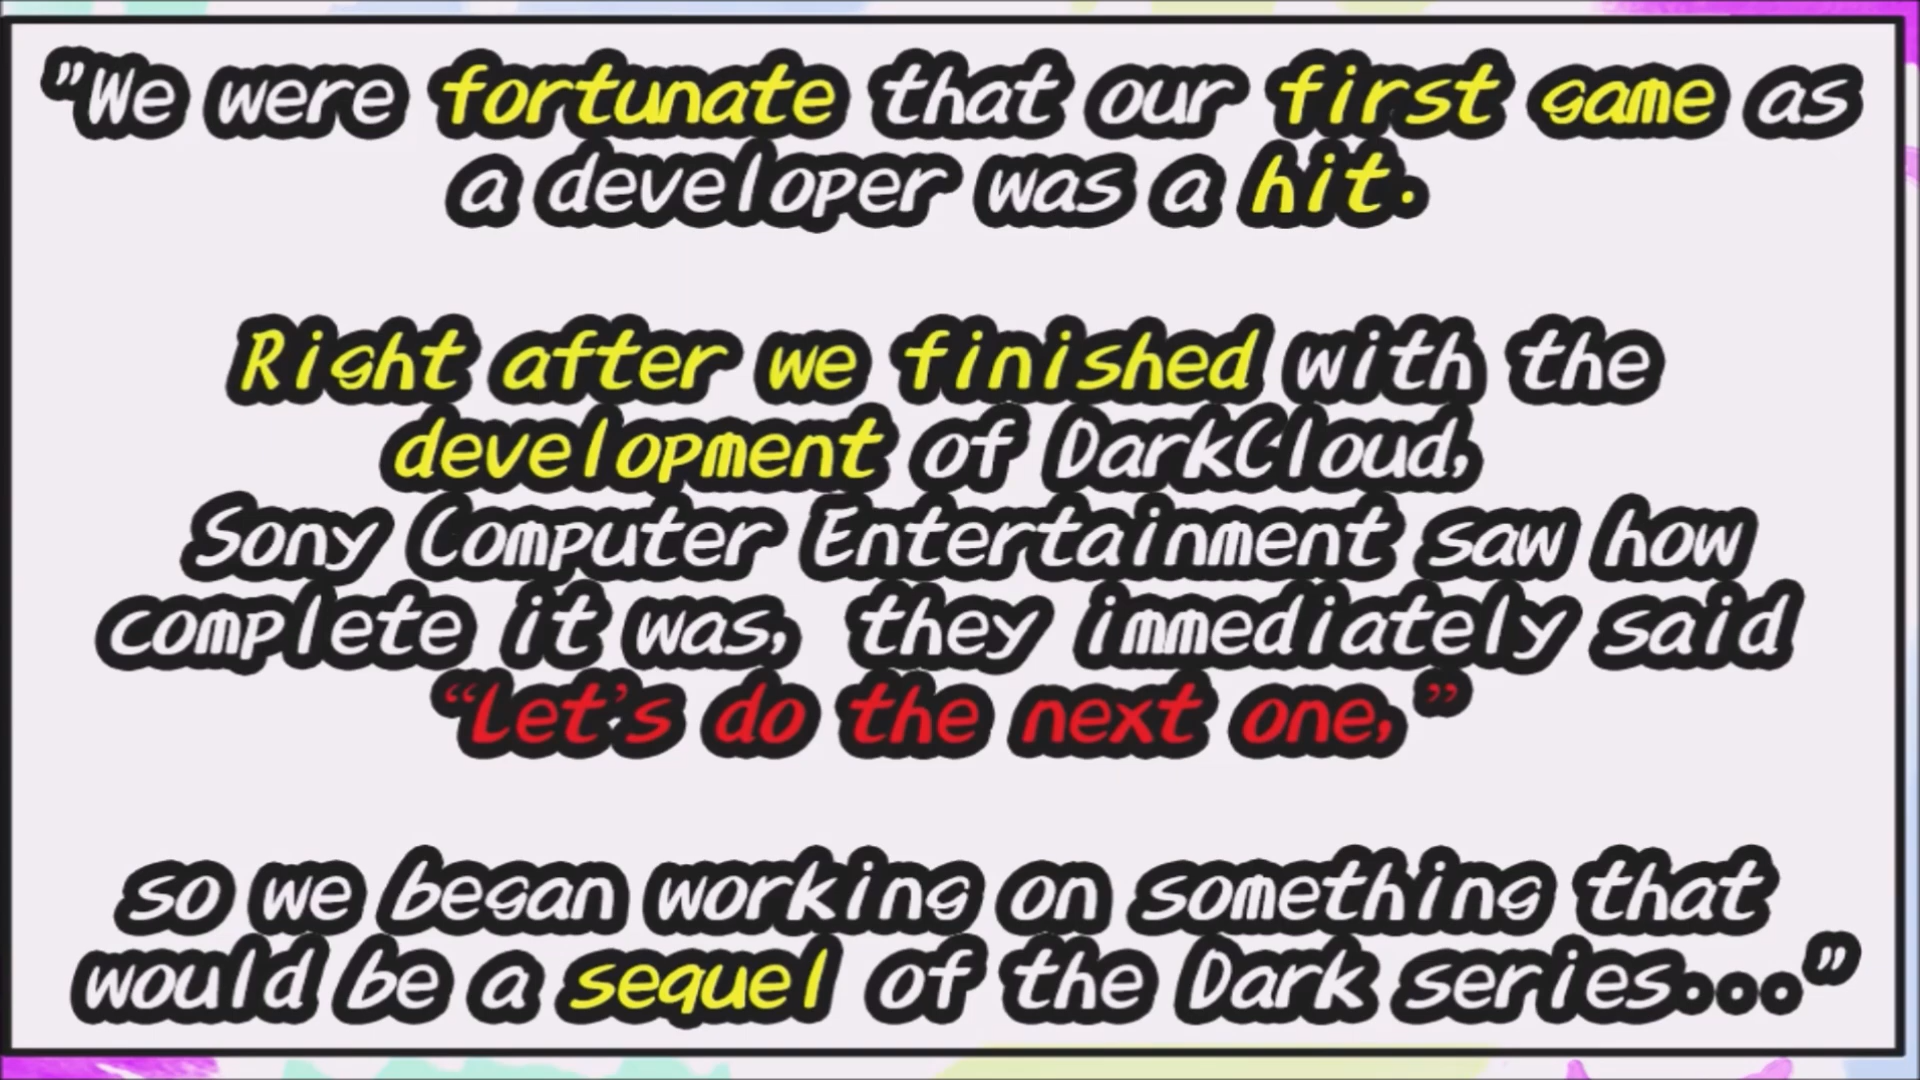 "We were fortunate that our first game as
a developer was a hit.
Right after we finished with the
development of DarkCloud,
Sony Computer Entertainment saw how
complete it was, they immediately said
“Let's do the next one,”
so we began working on something that
would be a sequel of the Dark series..."